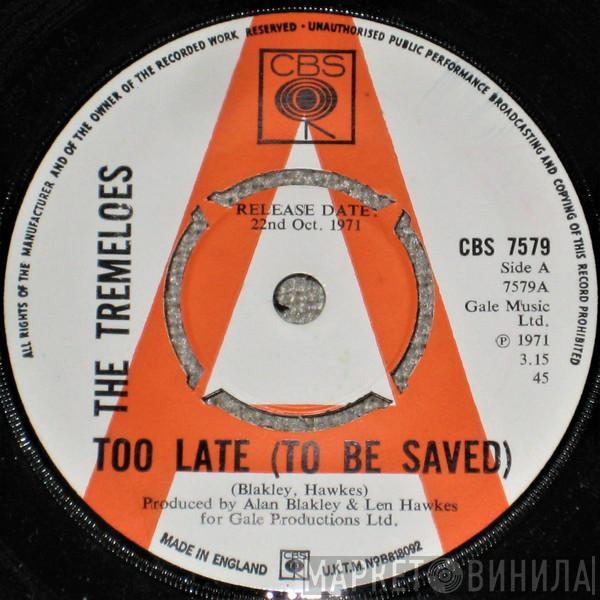 ALL RIGHTS OF THE MANUFACTURER AND OF THE OWNER OF THE RECORDED WORK RESERVED - UNAUTHORISED PUBLIC PERFORMANCE BROADCASTING AND COPYING OF THIS RECORD PROHIBITED
CBS
THE TREMELOES
RELEASE DATE:
22nd Oct. 1971
CBS 7579
Side A
7579A
Gale Music
Ltd.
℗ 1971
3.15
45
TOO LATE (TO BE SAVED)
(Blakley, Hawkes)
Produced by Alan Blakley & Len Hawkes
for Gale Productions Ltd.
MADE IN ENGLAND
CBS
U.K.T.M. Nº B618092
МАРКЕТ ВИНИЛА